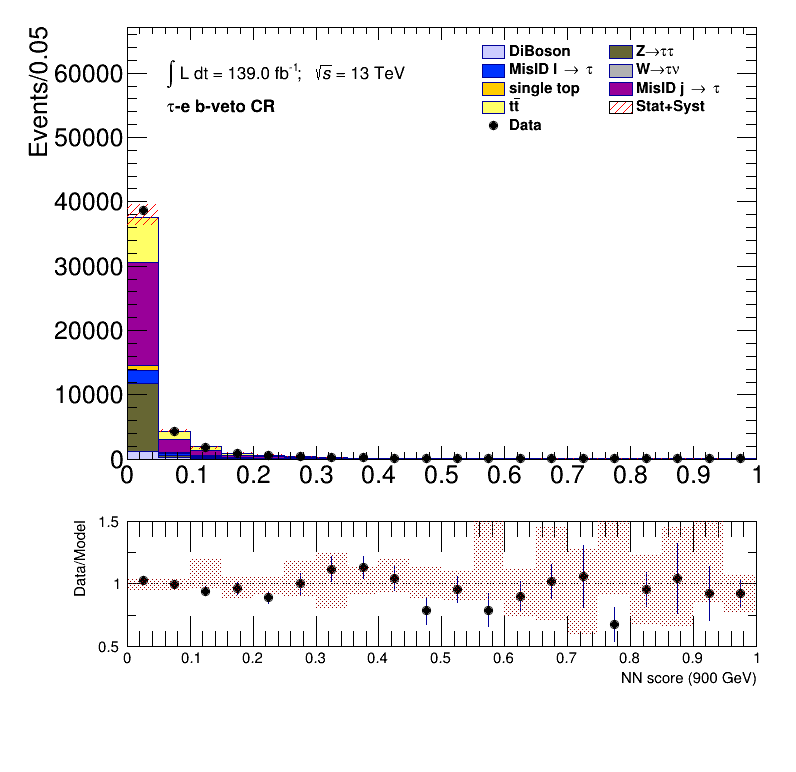 Events/0.05
60000
50000
40000
30000
20000
10000
0
∫ L dt = 139.0 fb⁻¹; √s = 13 TeV
τ-e b-veto CR
DiBoson
MisID l → τ
single top
tt̄
Data
Z→ττ
W→τν
MisID j → τ
Stat+Syst
0 0.1 0.2 0.3 0.4 0.5 0.6 0.7 0.8 0.9 1
Data/Model
1.5
1
0.5
0 0.1 0.2 0.3 0.4 0.5 0.6 0.7 0.8 0.9 1
NN score (900 GeV)